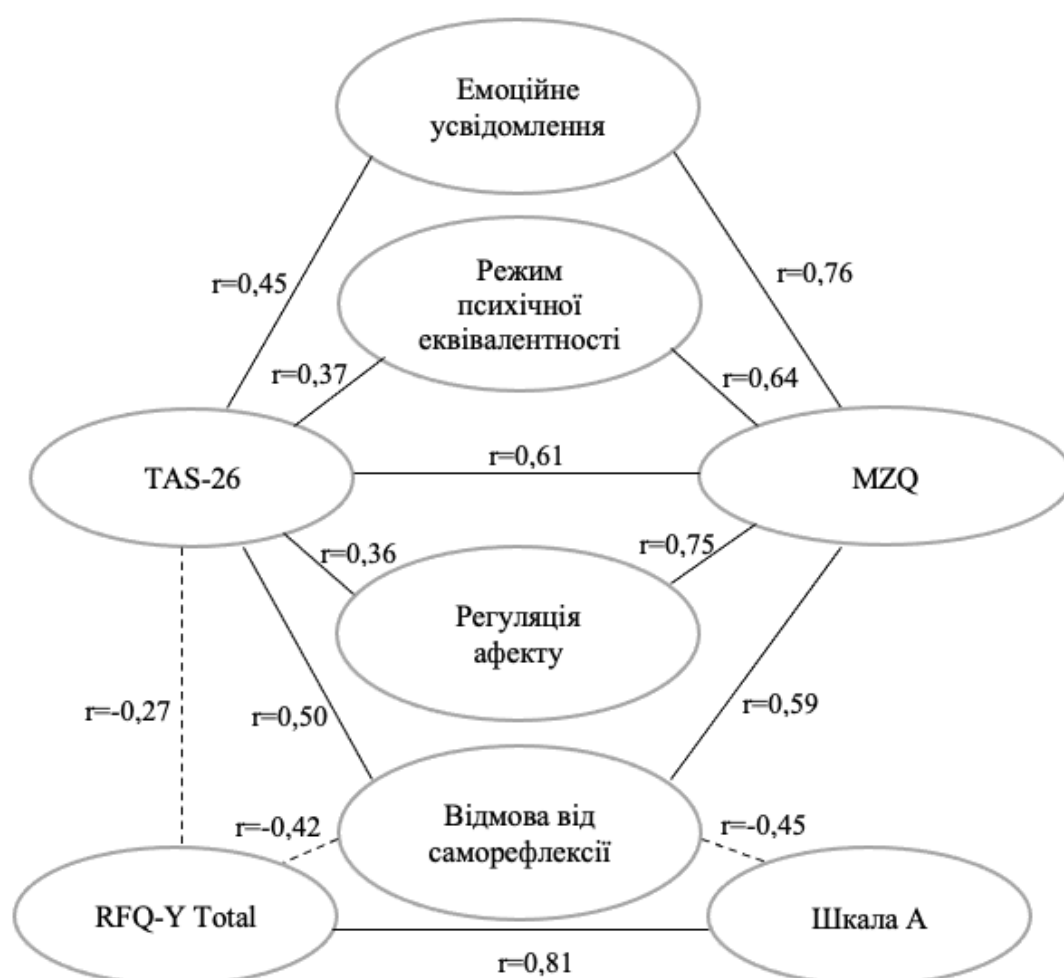 Емоційне
усвідомлення
Режим
психічної
еквівалентності
r=0,45
r=0,76
r=0,37
r=0,64
TAS-26
r=0,61
MZQ
r=0,36
r=0,75
Регуляція
афекту
r=-0,27
r=0,50
r=0,59
Відмова від
саморефлексії
r=-0,42
r=-0,45
RFQ-Y Total
Шкала А
r=0,81